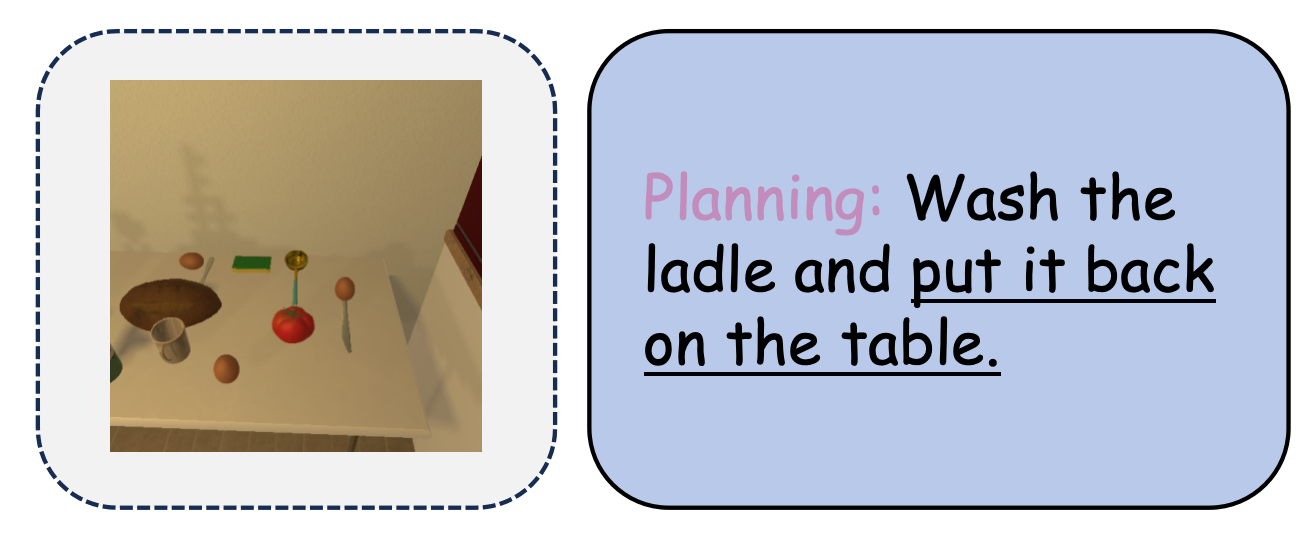 Planning: Wash the
ladle and put it back
on the table.